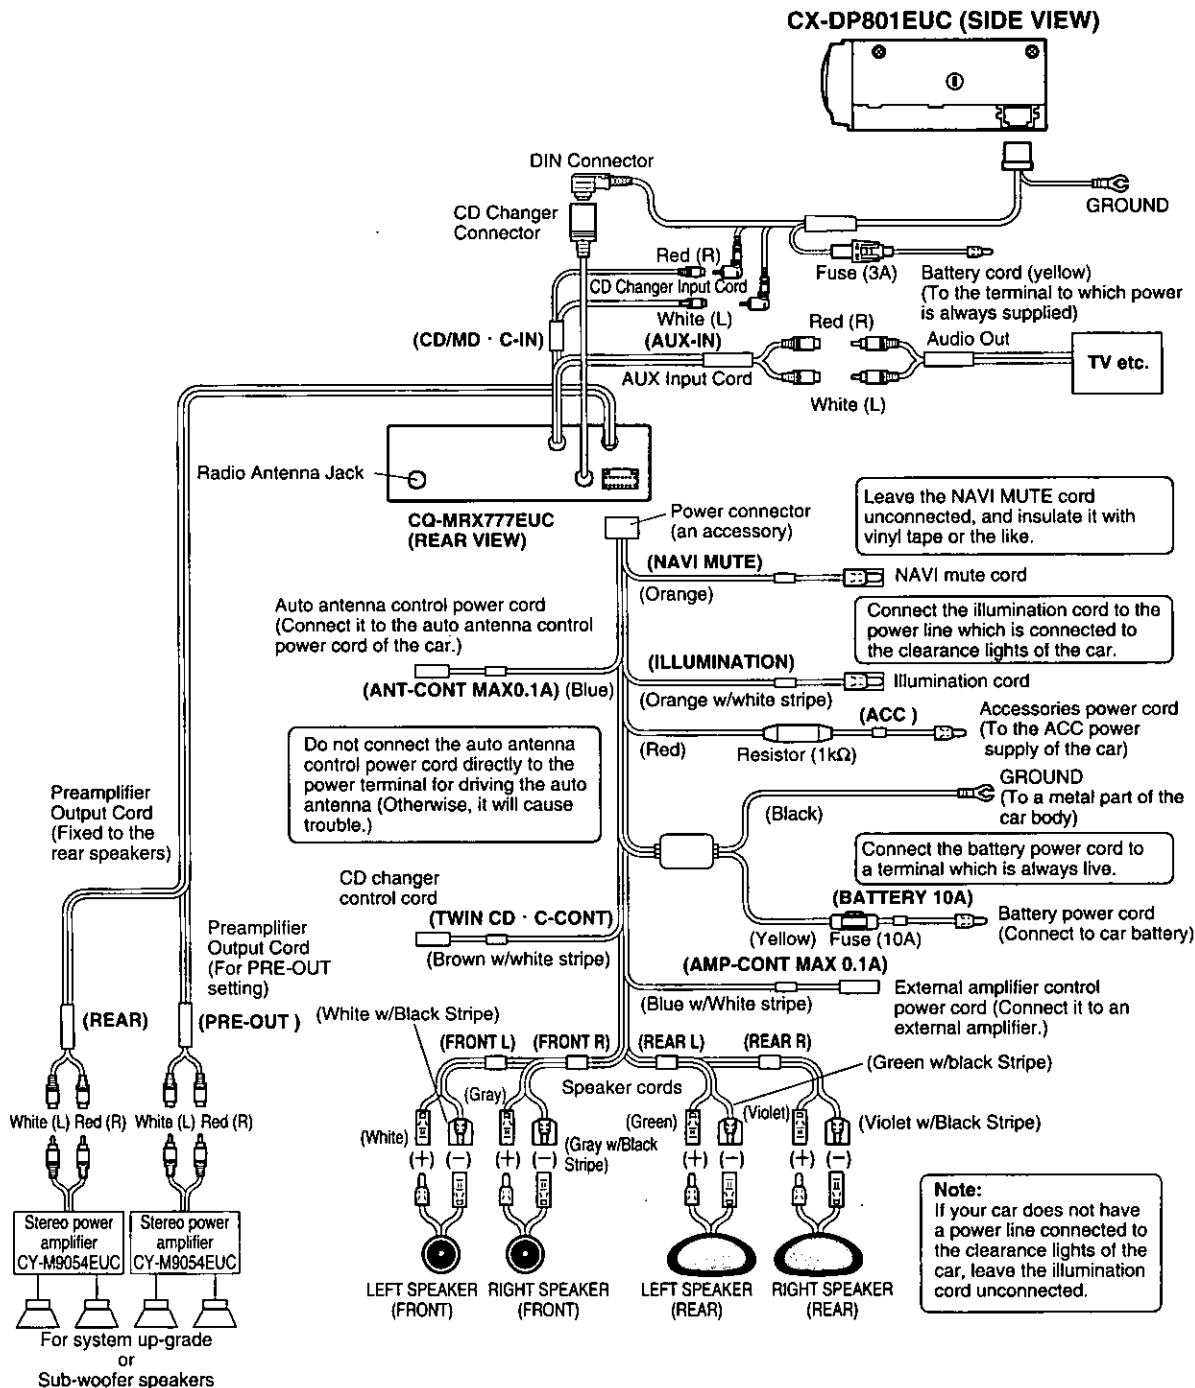 CX-DP801EUC (SIDE VIEW)
DIN Connector
CD Changer
Connector
GROUND
Red (R)
CD Changer Input Cord
White (L)
Fuse (3A)
Battery cord (yellow)
(To the terminal to which power
is always supplied)
(CD/MD · C-IN)
(AUX-IN)
AUX Input Cord
Red (R)
White (L)
Audio Out
TV etc.
Radio Antenna Jack
CQ-MRX777EUC
(REAR VIEW)
Power connector
(an accessory)
Leave the NAVI MUTE cord
unconnected, and insulate it with
vinyl tape or the like.
(NAVI MUTE)
(Orange)
NAVI mute cord
Auto antenna control power cord
(Connect it to the auto antenna control
power cord of the car.)
(ANT-CONT MAX0.1A) (Blue)
Connect the illumination cord to the
power line which is connected to
the clearance lights of the car.
(ILLUMINATION)
(Orange w/white stripe)
Illumination cord
(Red)
Resistor (1kΩ)
(ACC )
Accessories power cord
(To the ACC power
supply of the car)
Do not connect the auto antenna
control power cord directly to the
power terminal for driving the auto
antenna (Otherwise, it will cause
trouble.)
(Black)
GROUND
(To a metal part of the
car body)
Connect the battery power cord to
a terminal which is always live.
(BATTERY 10A)
(Yellow)
Fuse (10A)
Battery power cord
(Connect to car battery)
Preamplifier
Output Cord
(Fixed to the
rear speakers)
CD changer
control cord
(TWIN CD · C-CONT)
(Brown w/white stripe)
Preamplifier
Output Cord
(For PRE-OUT
setting)
(AMP-CONT MAX 0.1A)
(Blue w/White stripe)
External amplifier control
power cord (Connect it to an
external amplifier.)
(REAR)
(PRE-OUT )
(White w/Black Stripe)
(FRONT L)
(FRONT R)
(REAR L)
(REAR R)
(Green w/black Stripe)
Speaker cords
(Gray)
(White)
(Gray w/Black
Stripe)
(Green)
(Violet)
(Violet w/Black Stripe)
White (L) Red (R)
White (L) Red (R)
(+) (−)
(+) (−)
(+) (−)
(+) (−)
Stereo power
amplifier
CY-M9054EUC
Stereo power
amplifier
CY-M9054EUC
LEFT SPEAKER
(FRONT)
RIGHT SPEAKER
(FRONT)
LEFT SPEAKER
(REAR)
RIGHT SPEAKER
(REAR)
Note:
If your car does not have
a power line connected to
the clearance lights of the
car, leave the illumination
cord unconnected.
For system up-grade
or
Sub-woofer speakers